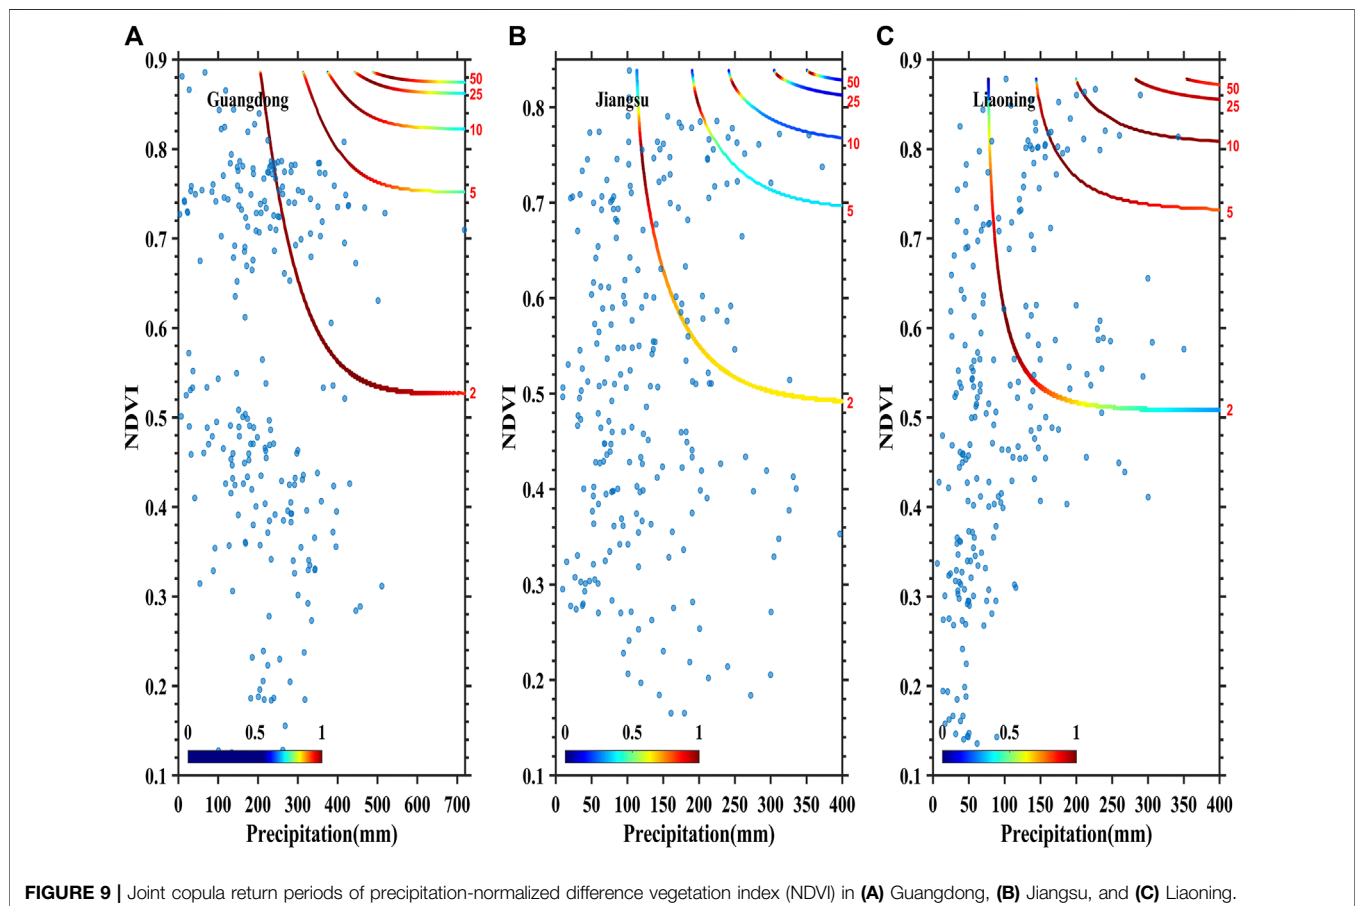 A
B
C
0.9
0.8
0.7
0.6
0.5
0.4
0.3
0.2
0.1
NDVI
Guangdong
50
25
10
5
2
0 0.5 1
0 100 200 300 400 500 600 700
Precipitation(mm)
0.8
0.7
0.6
0.5
0.4
0.3
0.2
NDVI
Jiangsu
50
25
10
5
2
0 0.5 1
0 50 100 150 200 250 300 350 400
Precipitation(mm)
0.9
0.8
0.7
0.6
0.5
0.4
0.3
0.2
0.1
NDVI
Liaoning
50
25
10
5
2
0 0.5 1
0 50 100 150 200 250 300 350 400
Precipitation(mm)
FIGURE 9 | Joint copula return periods of precipitation-normalized difference vegetation index (NDVI) in (A) Guangdong, (B) Jiangsu, and (C) Liaoning.